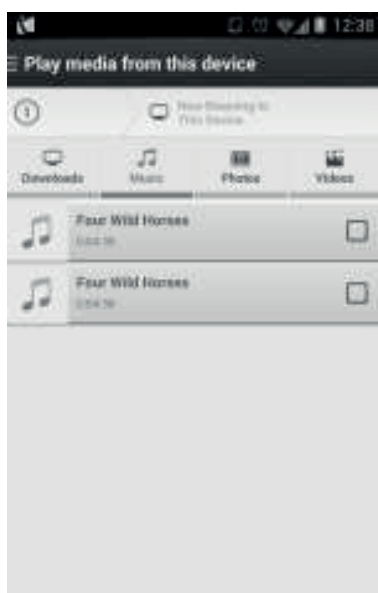 12:38
Play media from this device
Now Streaming to
This Device
Downloads
Music
Photos
Videos
Four Wild Horses
Four Wild Horses